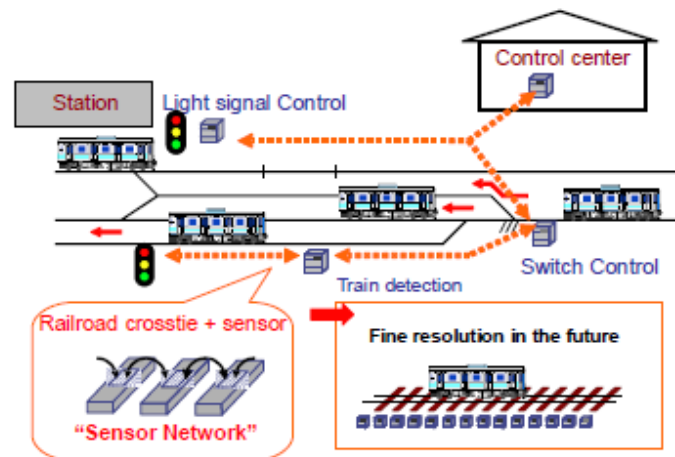 Control center
Station
Light signal Control
Switch Control
Train detection
Railroad crosstie + sensor
"Sensor Network"
Fine resolution in the future